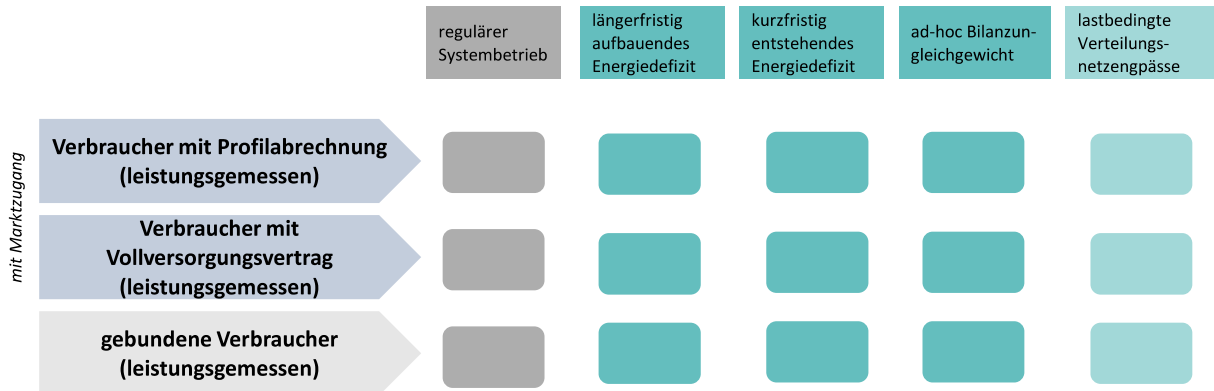 regulärer
Systembetrieb
längerfristig
aufbauendes
Energiedefizit
kurzfristig
entstehendes
Energiedefizit
ad-hoc Bilanzun-
gleichgewicht
lastbedingte
Verteilungs-
netzengpässe
mit Marktzugang
Verbraucher mit Profilabrechnung
(leistungsgemessen)
Verbraucher mit
Vollversorgungsvertrag
(leistungsgemessen)
gebundene Verbraucher
(leistungsgemessen)